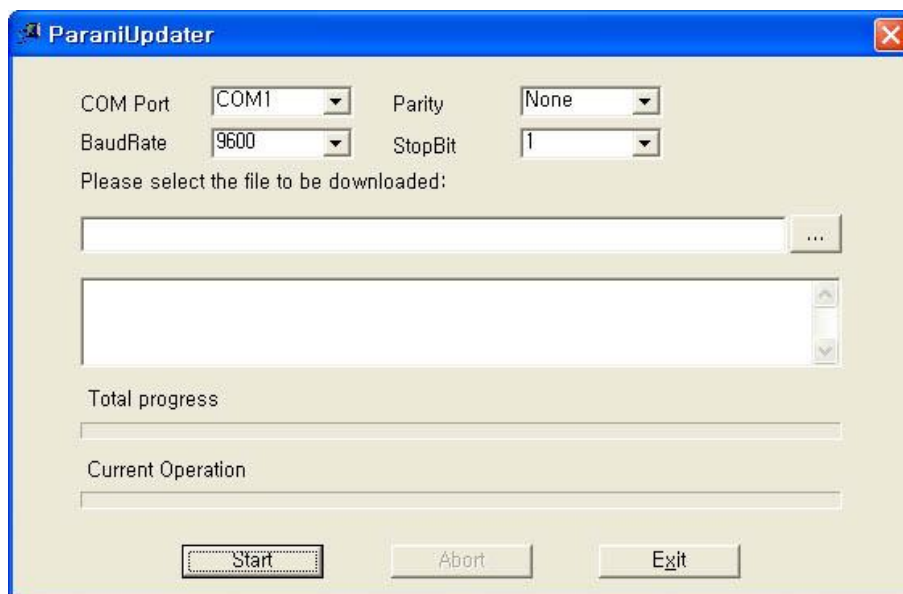 ParaniUpdater
COM Port COM1 Parity None
BaudRate 9600 StopBit 1
Please select the file to be downloaded:
...
Total progress
Current Operation
Start Abort Exit